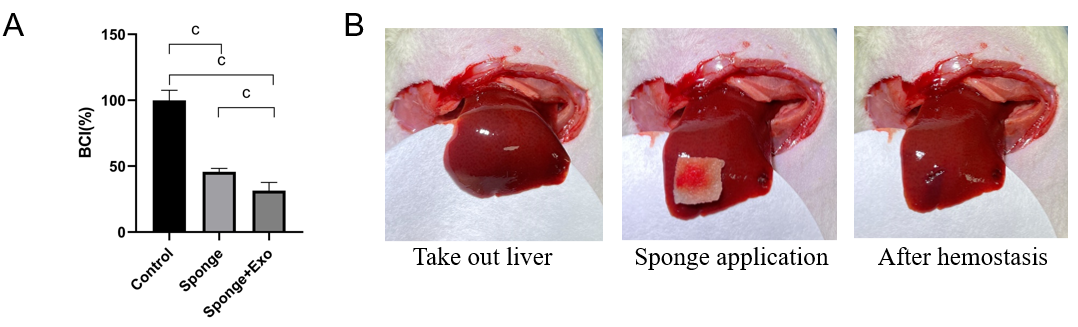 A
BCI(%)
150
100
50
0
c
c
c
Control
Sponge
Sponge+Exo
B
Take out liver
Sponge application
After hemostasis